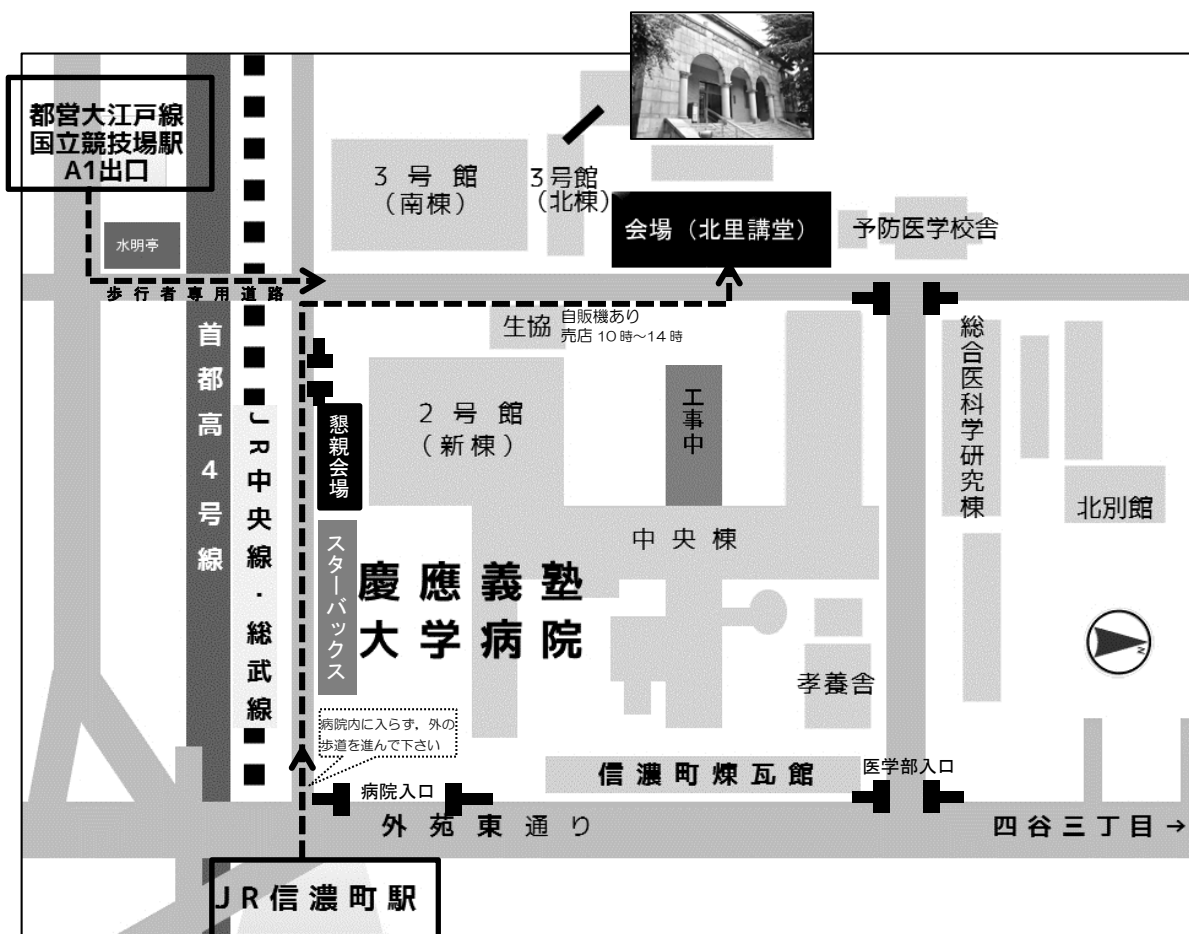 都営大江戸線
国立競技場駅
A1出口
水明亭
歩行者専用道路
3号館
（南棟）
3号館
（北棟）
会場（北里講堂）
予防医学校舎
生協
自販機あり
売店 10時～14時
首都高4号線
JR中央線・総武線
懇親会場
2号館
（新棟）
工事中
総合医科学研究棟
北別館
中央棟
スターバックス
慶應義塾
大学病院
N
孝養舎
病院内に入らず，外の
歩道を進んで下さい
信濃町煉瓦館
医学部入口
病院入口
外苑東通り
四谷三丁目→
JR信濃町駅